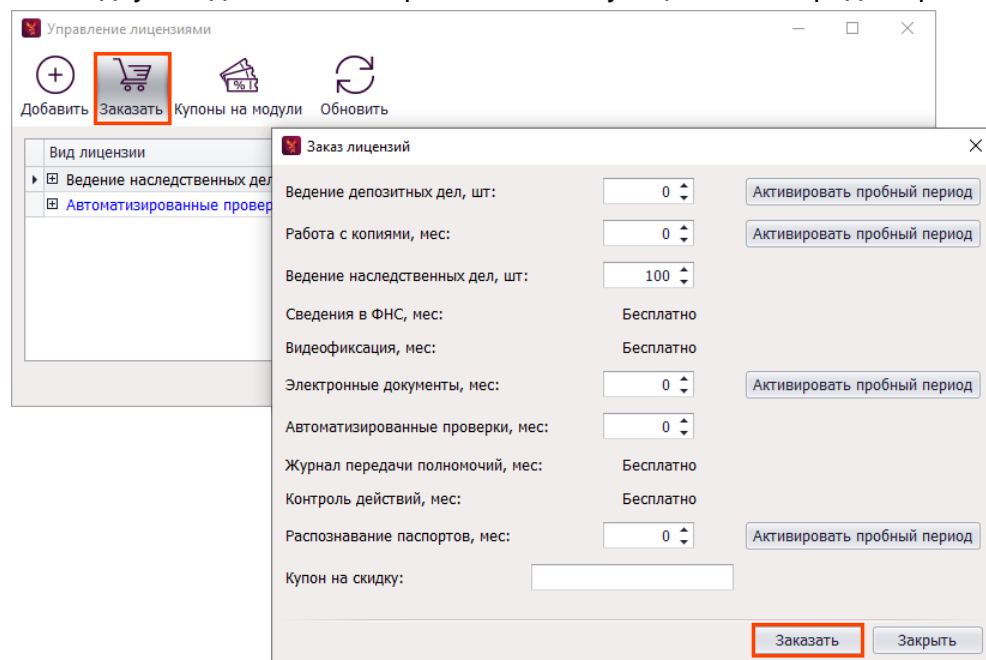 Управление лицензиями
Добавить Заказать Купоны на модули Обновить
Вид лицензии
Ведение наследственных дел
Автоматизированные провер
Заказ лицензий
Ведение депозитных дел, шт: 0 Активировать пробный период
Работа с копиями, мес: 0 Активировать пробный период
Ведение наследственных дел, шт: 100
Сведения в ФНС, мес: Бесплатно
Видеофиксация, мес: Бесплатно
Электронные документы, мес: 0 Активировать пробный период
Автоматизированные проверки, мес: 0
Журнал передачи полномочий, мес: Бесплатно
Контроль действий, мес: Бесплатно
Распознавание паспортов, мес: 0 Активировать пробный период
Купон на скидку:
Заказать Закрыть